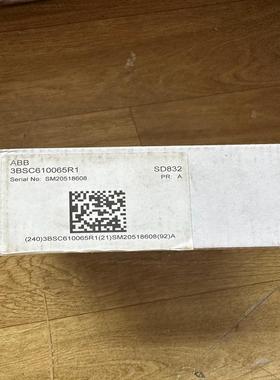 ABB
3BSC610065R1 SD832
Serial No: SM20518608 PR: A
(240)3BSC610065R1(21)SM20518608(92)A